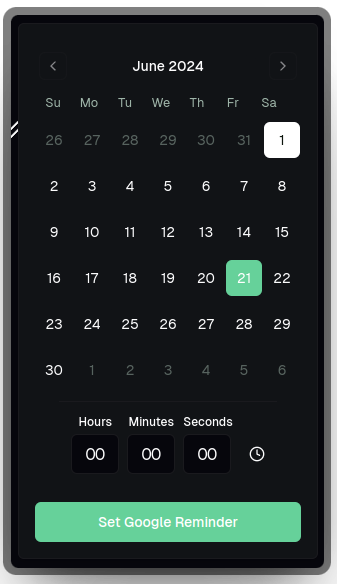 June 2024
Su Mo Tu We Th Fr Sa
26 27 28 29 30 31 1
2 3 4 5 6 7 8
9 10 11 12 13 14 15
16 17 18 19 20 21 22
23 24 25 26 27 28 29
30 1 2 3 4 5 6
Hours Minutes Seconds
00 00 00
Set Google Reminder